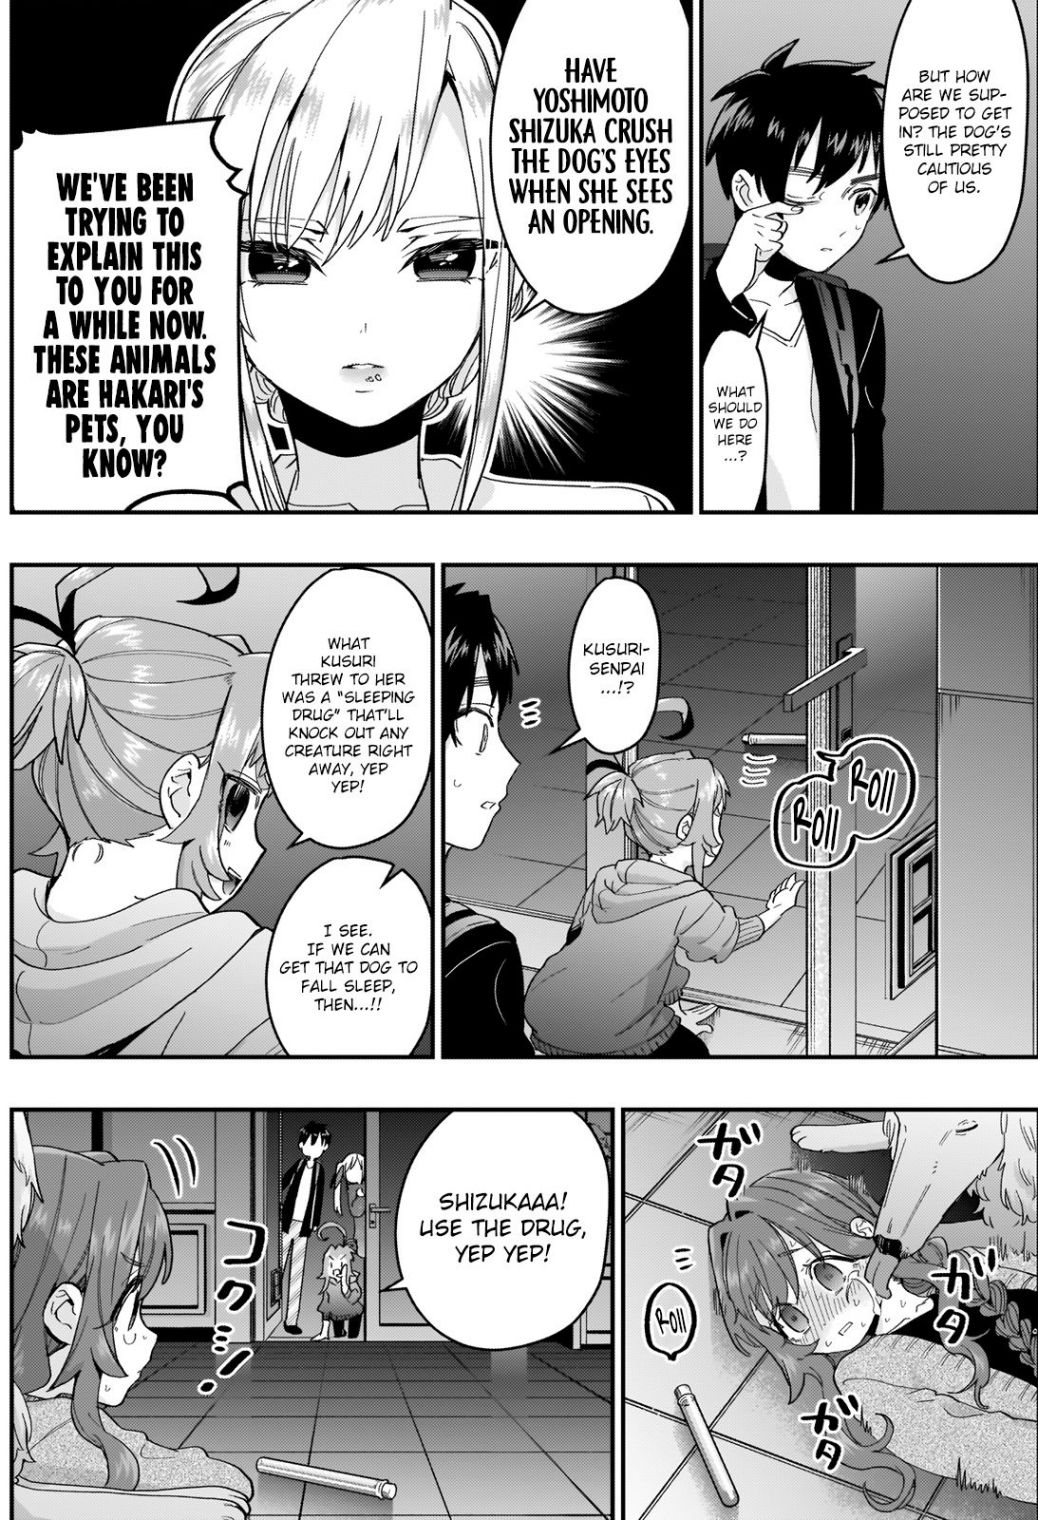 BUT HOW
ARE WE SUP-
POSED TO GET
IN? THE DOG'S
STILL PRETTY
CAUTIOUS
OF US.
WHAT
SHOULD
WE DO
HERE
...?
HAVE
YOSHIMOTO
SHIZUKA CRUSH
THE DOG'S EYES
WHEN SHE SEES
AN OPENING.
WE'VE BEEN
TRYING TO
EXPLAIN THIS
TO YOU FOR
A WHILE NOW.
THESE ANIMALS
ARE HAKARI'S
PETS, YOU
KNOW?
KUSURI-
SENPAI
...!?
ROll
ROll
WHAT
KUSURI
THREW TO HER
WAS A "SLEEPING
DRUG" THAT'LL
KNOCK OUT ANY
CREATURE RIGHT
AWAY, YEP
YEP!
I SEE.
IF WE CAN
GET THAT DOG TO
FALL SLEEP,
THEN...!!
ガタ
ガタ
ガタ
ROll
SHIZUKAAA!
USE THE DRUG,
YEP YEP!
コクッ…!